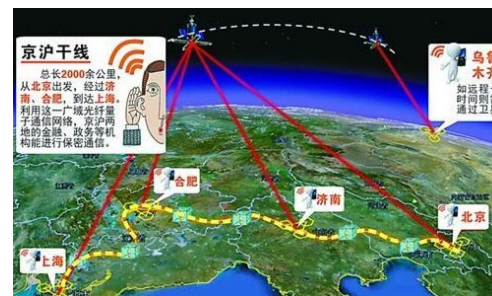 京沪干线
总长2000余公里,
从北京出发,经过济
南、合肥,到达上海。
利用这一广域光纤量
子通信网络,京沪两
地的金融、政务等机
构能进行保密通信。
乌鲁
木齐
如远程
时间则
通过卫
合肥
济南
北京
上海